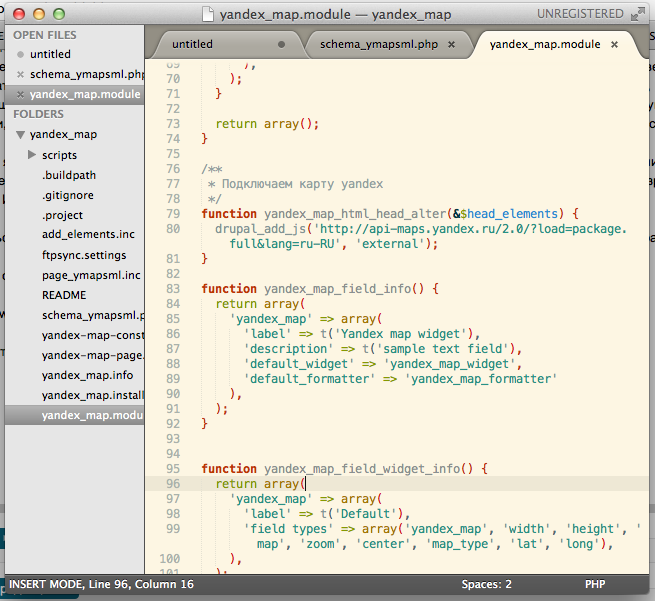 yandex_map.module — yandex_map
UNREGISTERED
OPEN FILES
untitled
schema_ymapsml.php
yandex_map.module
FOLDERS
yandex_map
scripts
.buildpath
.gitignore
.project
add_elements.inc
ftpsync.settings
page_ymapsml.inc
README
schema_ymapsml.p
yandex-map-const
yandex-map-page.
yandex_map.info
yandex_map.install
yandex_map.modu
untitled
schema_ymapsml.php
yandex_map.module
69 ),
70 );
71 }
72
73 return array();
74 }
75
76 /**
77 * Подключаем карту yandex
78 */
79 function yandex_map_html_head_alter(&$head_elements) {
80 drupal_add_js('http://api-maps.yandex.ru/2.0/?load=package.
full&lang=ru-RU', 'external');
81 }
82
83 function yandex_map_field_info() {
84 return array(
85 'yandex_map' => array(
86 'label' => t('Yandex map widget'),
87 'description' => t('sample text field'),
88 'default_widget' => 'yandex_map_widget',
89 'default_formatter' => 'yandex_map_formatter'
90 ),
91 );
92 }
93
94
95 function yandex_map_field_widget_info() {
96 return array(
97 'yandex_map' => array(
98 'label' => t('Default'),
99 'field types' => array('yandex_map', 'width', 'height', '
map', 'zoom', 'center', 'map_type', 'lat', 'long'),
100 ),
101 );
INSERT MODE, Line 96, Column 16
Spaces: 2
PHP